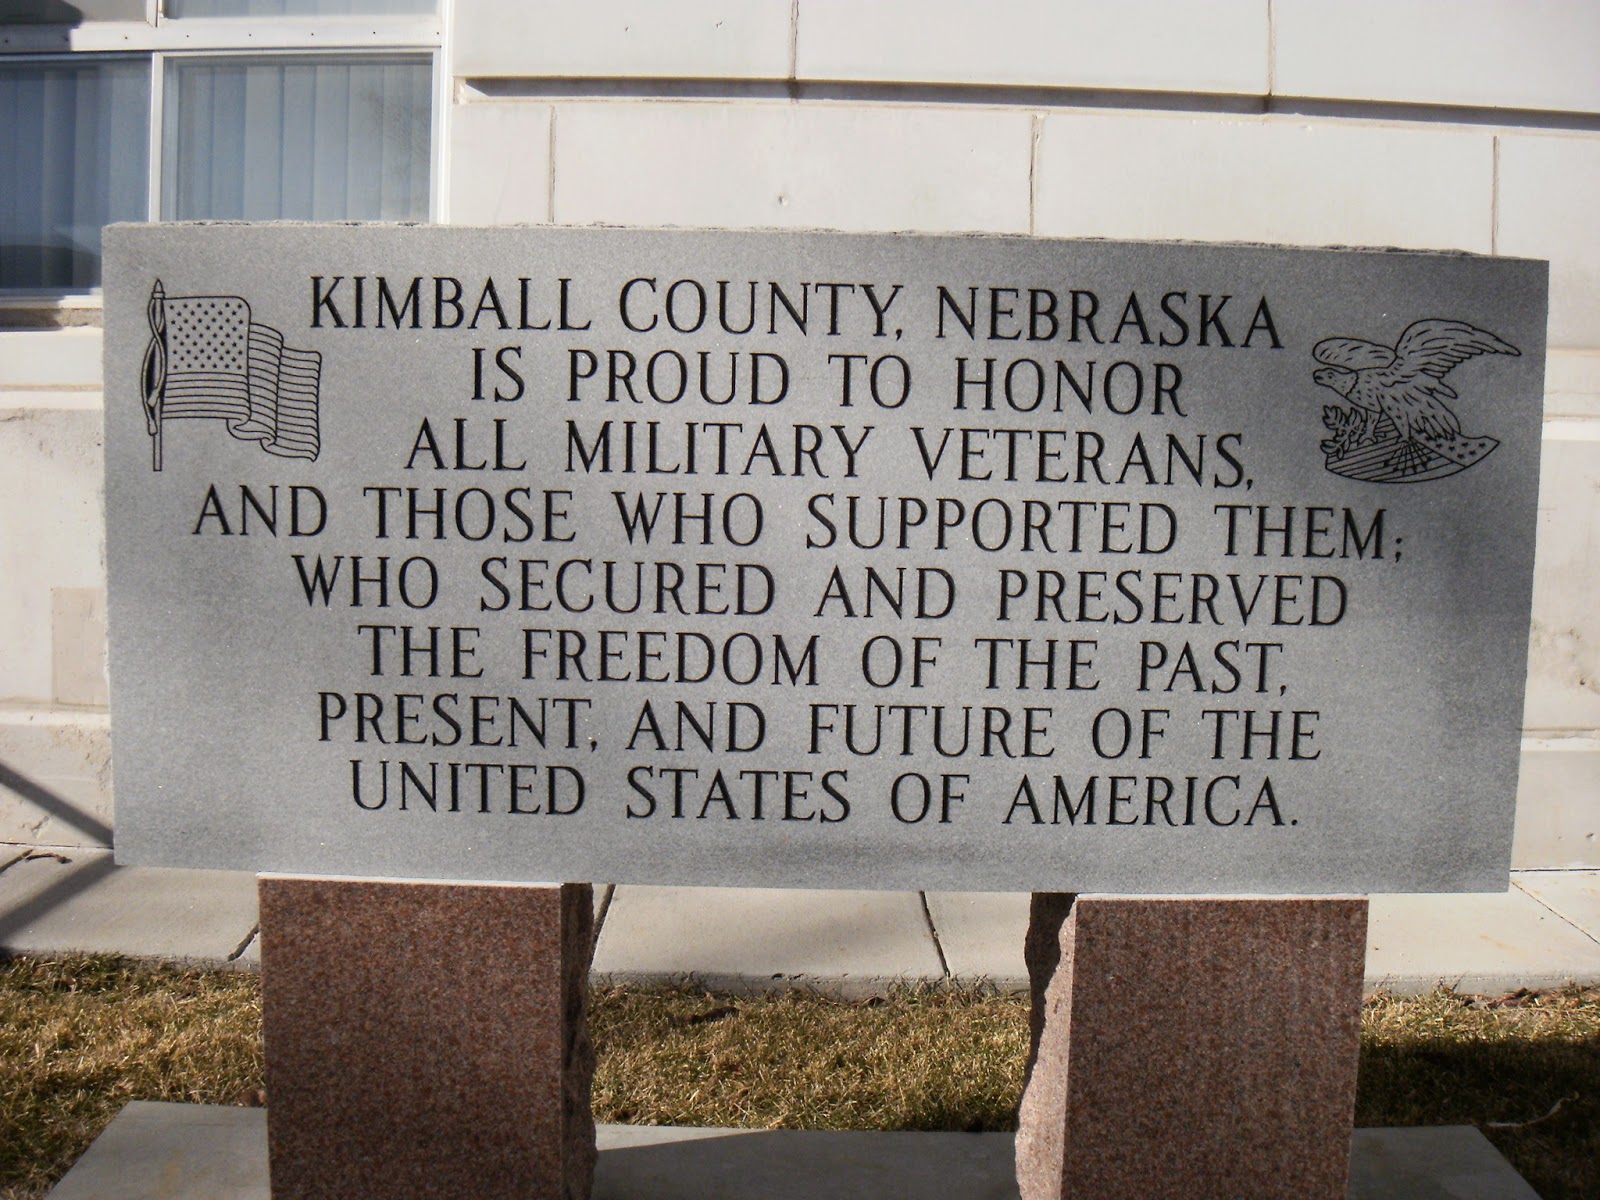 KIMBALL COUNTY, NEBRASKA
IS PROUD TO HONOR
ALL MILITARY VETERANS,
AND THOSE WHO SUPPORTED THEM;
WHO SECURED AND PRESERVED
THE FREEDOM OF THE PAST,
PRESENT, AND FUTURE OF THE
UNITED STATES OF AMERICA.